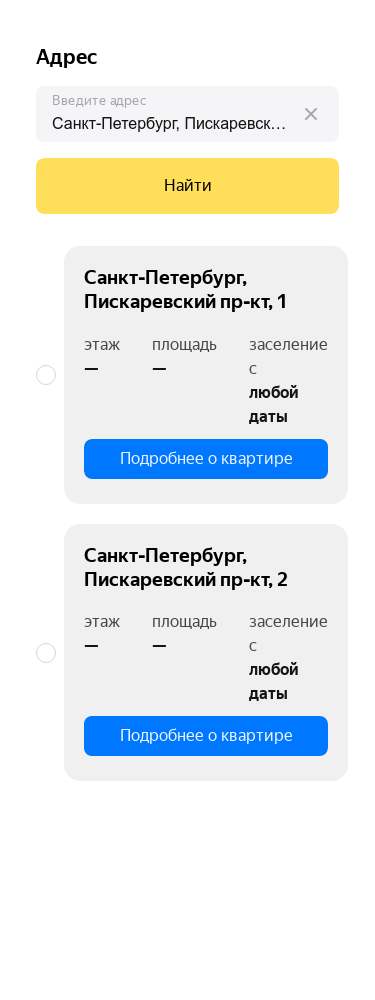 Адрес
Введите адрес
Санкт-Петербург, Пискаревск...
Найти
Санкт-Петербург,
Пискаревский пр-кт, 1
этаж
—
площадь
—
заселение
с
любой
даты
Подробнее о квартире
Санкт-Петербург,
Пискаревский пр-кт, 2
этаж
—
площадь
—
заселение
с
любой
даты
Подробнее о квартире